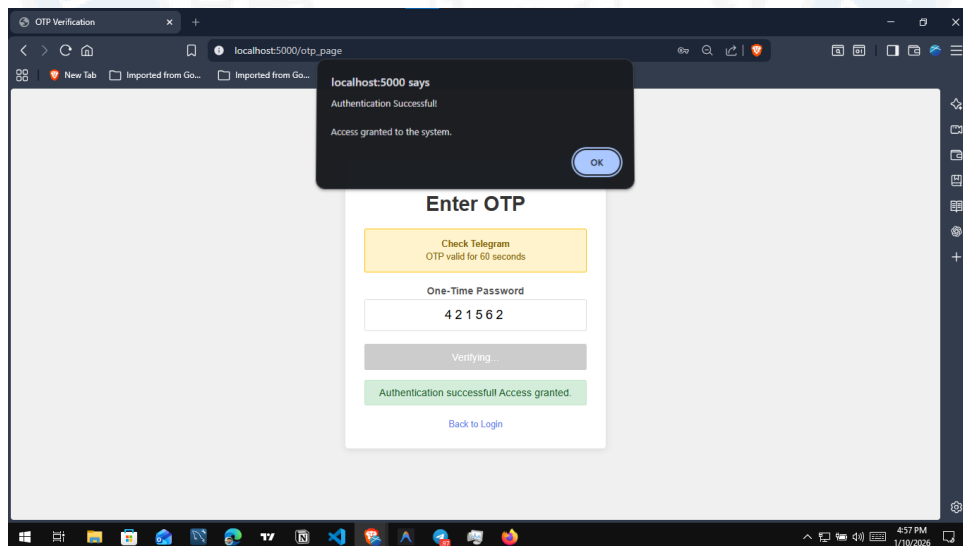 OTP Verification
localhost:5000/otp_page
New Tab
Imported from Go...
Imported from Go...
localhost:5000 says
Authentication Successful!
Access granted to the system.
OK
Enter OTP
Check Telegram
OTP valid for 60 seconds
One-Time Password
421562
Verifying...
Authentication successful! Access granted.
Back to Login
4:57 PM
1/10/2026